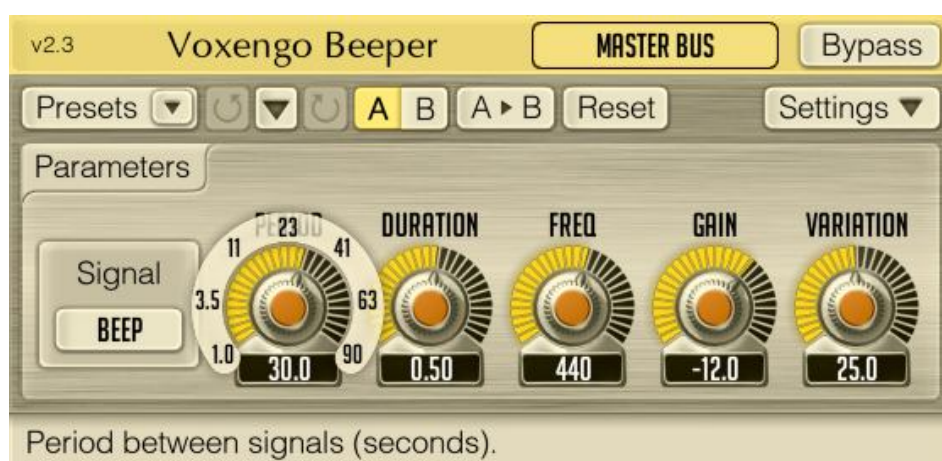 v2.3 Voxengo Beeper MASTER BUS Bypass
Presets A B A ▸ B Reset Settings
Parameters
PERIOD DURATION FREQ GAIN VARIATION
23
11 41
Signal
3.5 63
BEEP
1.0 90
30.0 0.50 440 -12.0 25.0
Period between signals (seconds).